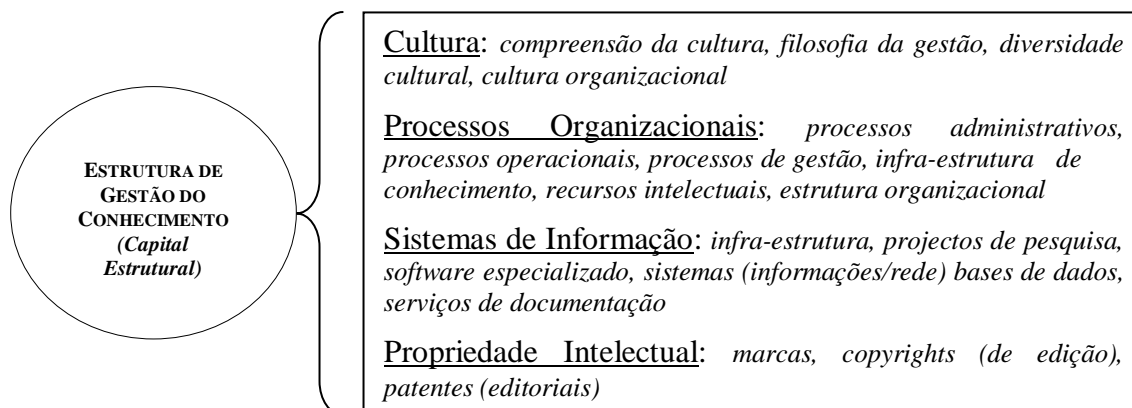 ESTRUTURA DE
GESTÃO DO
CONHECIMENTO
(Capital
Estrutural)
Cultura: compreensão da cultura, filosofia da gestão, diversidade
cultural, cultura organizacional
Processos Organizacionais: processos administrativos,
processos operacionais, processos de gestão, infra-estrutura de
conhecimento, recursos intelectuais, estrutura organizacional
Sistemas de Informação: infra-estrutura, projectos de pesquisa,
software especializado, sistemas (informações/rede) bases de dados,
serviços de documentação
Propriedade Intelectual: marcas, copyrights (de edição),
patentes (editoriais)